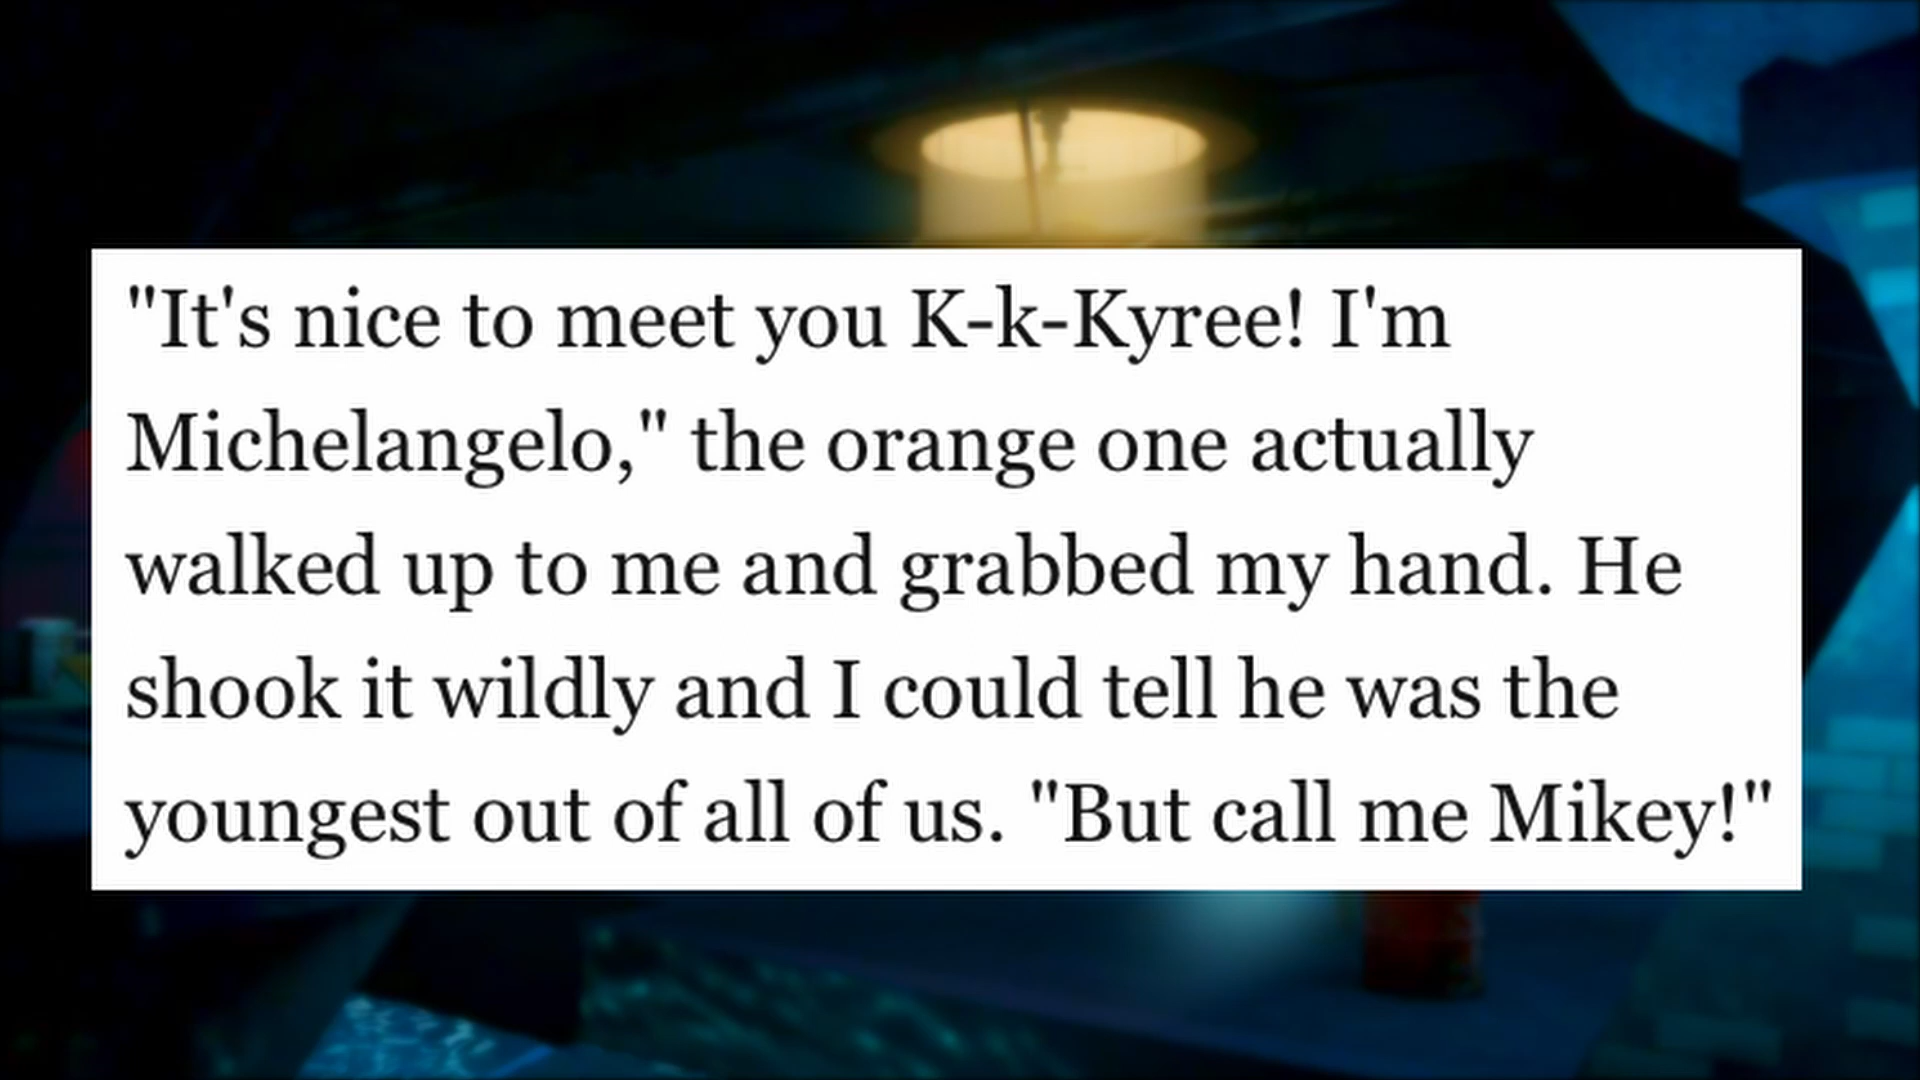 "It's nice to meet you K-k-Kyree! I'm
Michelangelo," the orange one actually
walked up to me and grabbed my hand. He
shook it wildly and I could tell he was the
youngest out of all of us. "But call me Mikey!"